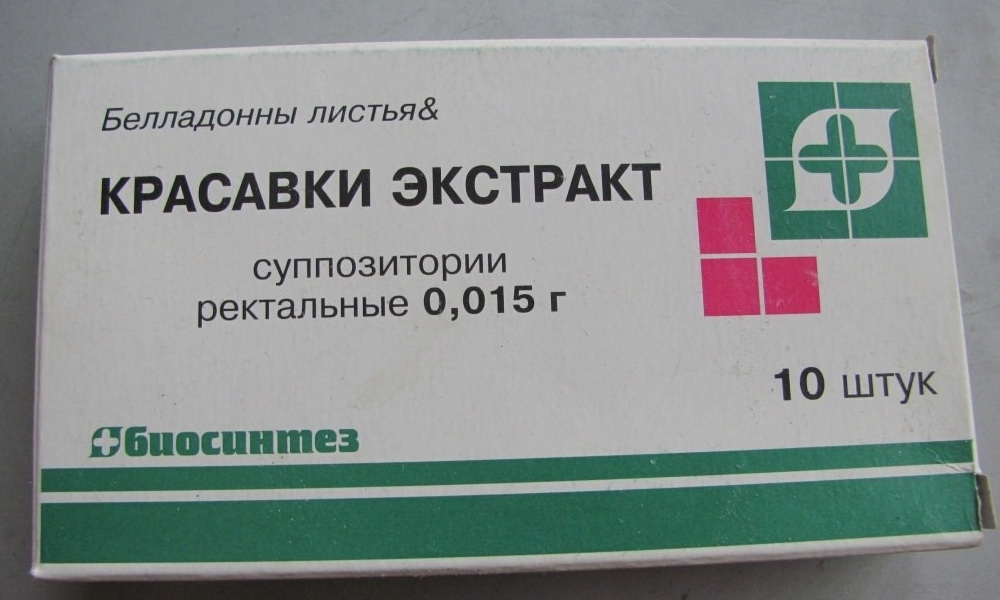 Белладонны листья&
КРАСАВКИ ЭКСТРАКТ
суппозитории
ректальные 0,015 г
10 штук
биосинтез